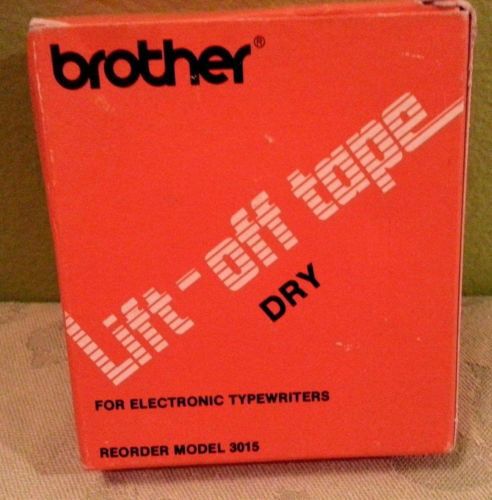 brother®
Lift-off tape
DRY
FOR ELECTRONIC TYPEWRITERS
REORDER MODEL 3015